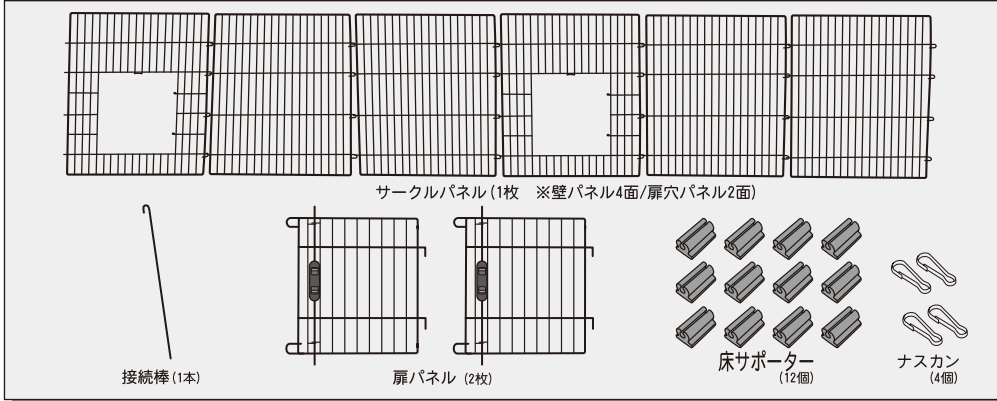 サークルパネル(1枚　※壁パネル4面/扉穴パネル2面)
接続棒(1本)
扉パネル (2枚)
床サポーター
(12個)
ナスカン
(4個)